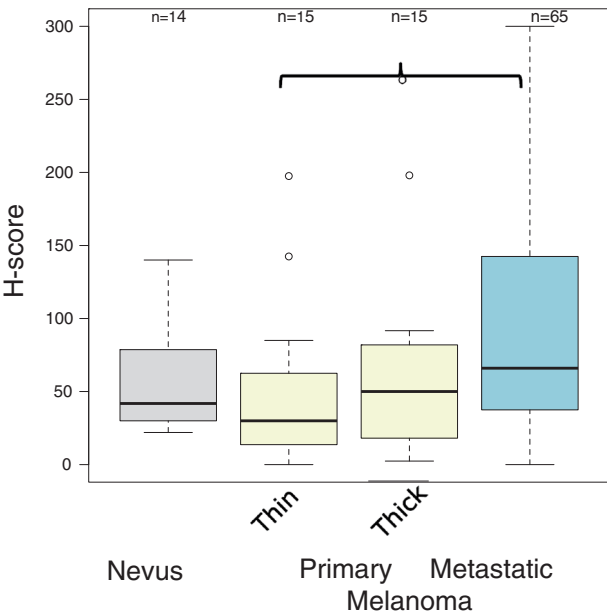 n=14 n=15 n=15 n=65
300
250
200
150
100
50
0
H-score
Thin Thick
Nevus Primary Metastatic
Melanoma